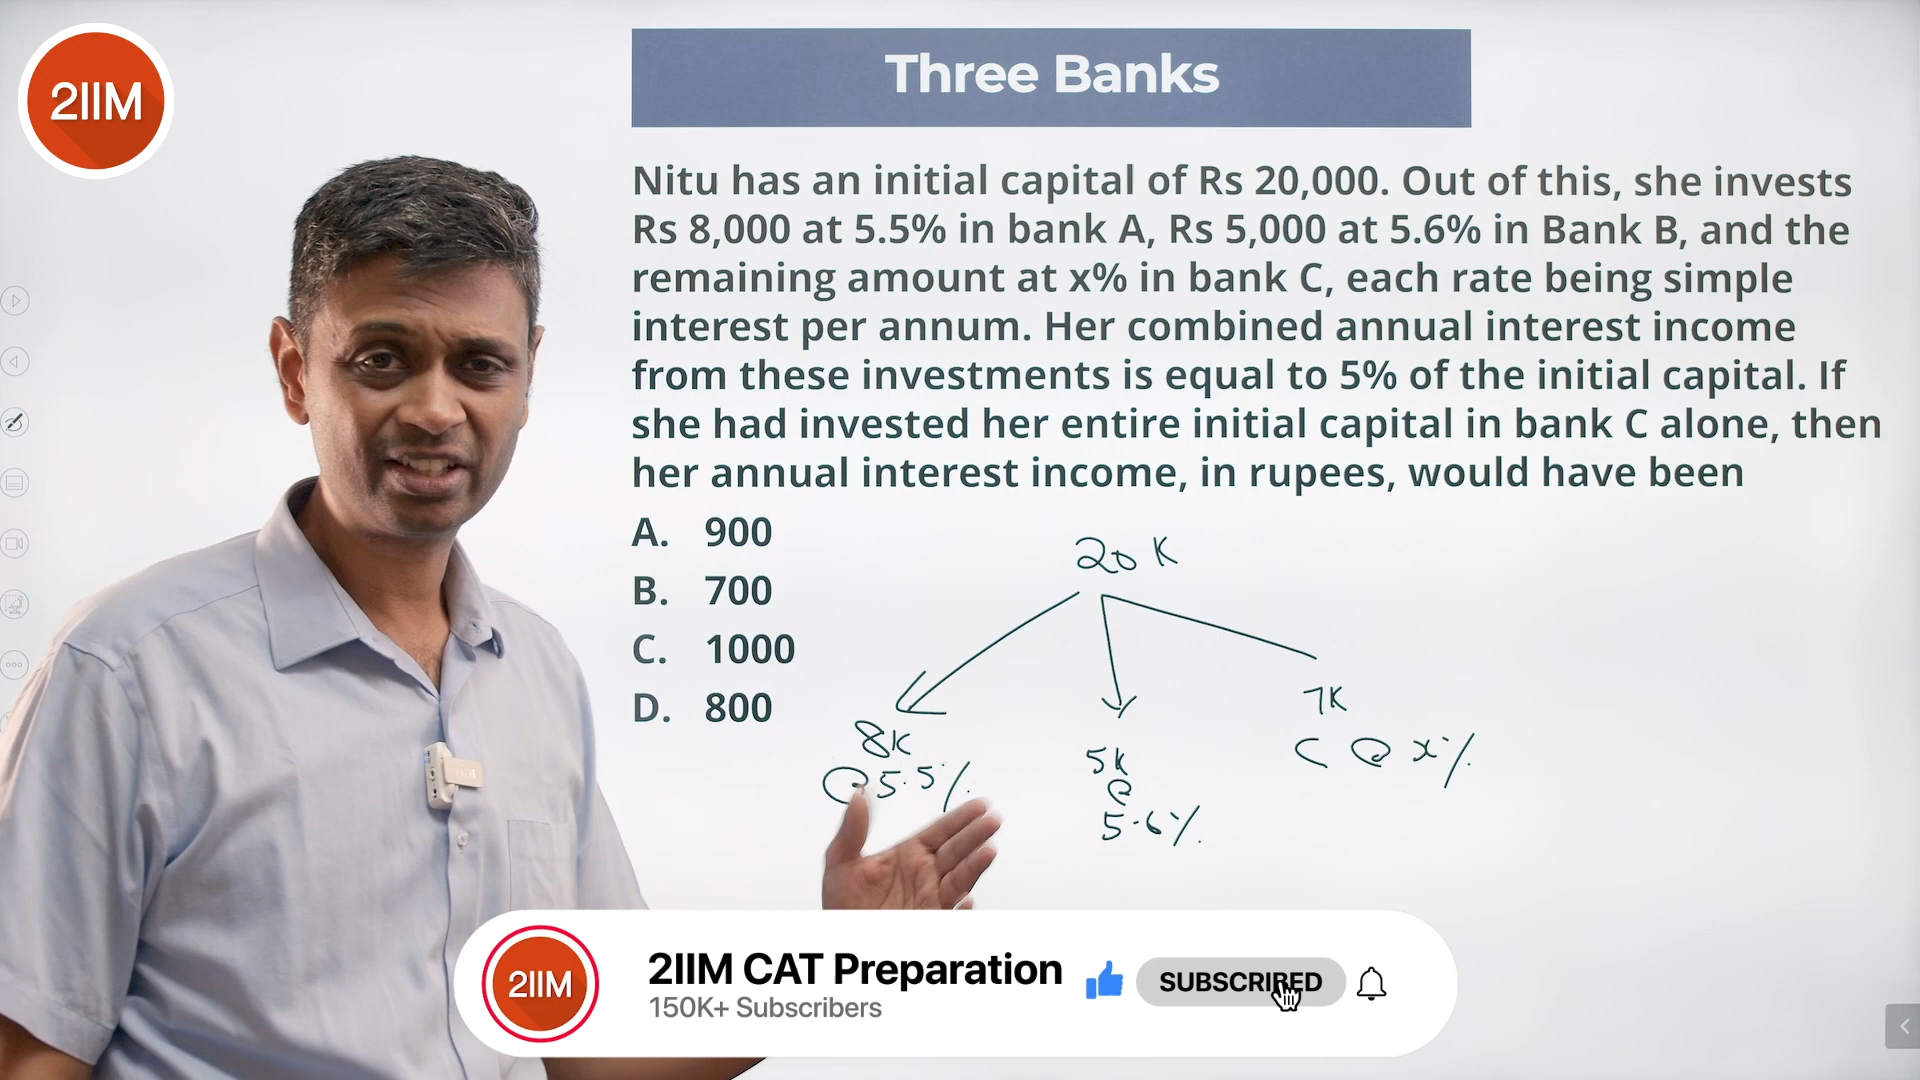 2IIM
Three Banks
Nitu has an initial capital of Rs 20,000. Out of this, she invests
Rs 8,000 at 5.5% in bank A, Rs 5,000 at 5.6% in Bank B, and the
remaining amount at x% in bank C, each rate being simple
interest per annum. Her combined annual interest income
from these investments is equal to 5% of the initial capital. If
she had invested her entire initial capital in bank C alone, then
her annual interest income, in rupees, would have been
A. 900
B. 700
C. 1000
D. 800
20 K
8K
@ 5.5%.
5K
@
5.6%.
7K
C @ x%
2IIM
2IIM CAT Preparation
150K+ Subscribers
SUBSCRIBED